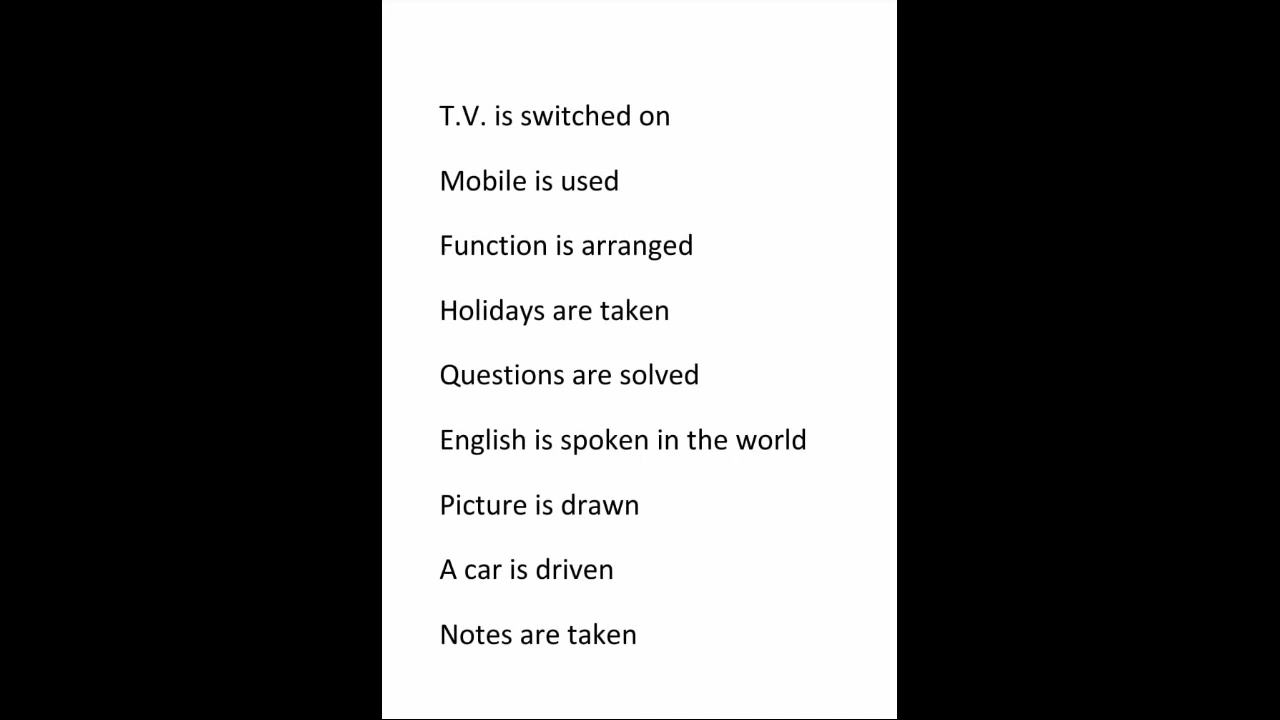 T.V. is switched on
Mobile is used
Function is arranged
Holidays are taken
Questions are solved
English is spoken in the world
Picture is drawn
A car is driven
Notes are taken